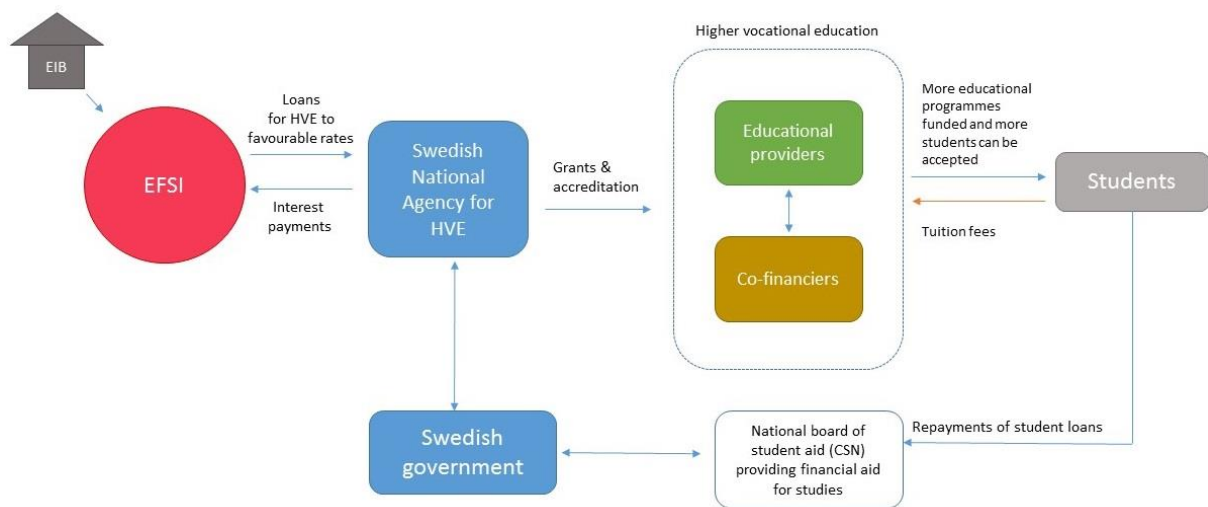 Higher vocational education
EIB
Loans
for HVE to
favourable rates
EFSI
Interest
payments
Swedish
National
Agency for
HVE
Grants &
accreditation
Educational
providers
Co-financiers
More educational
programmes
funded and more
students can be
accepted
Students
Tuition fees
Swedish
government
National board of
student aid (CSN)
providing financial aid
for studies
Repayments of student loans